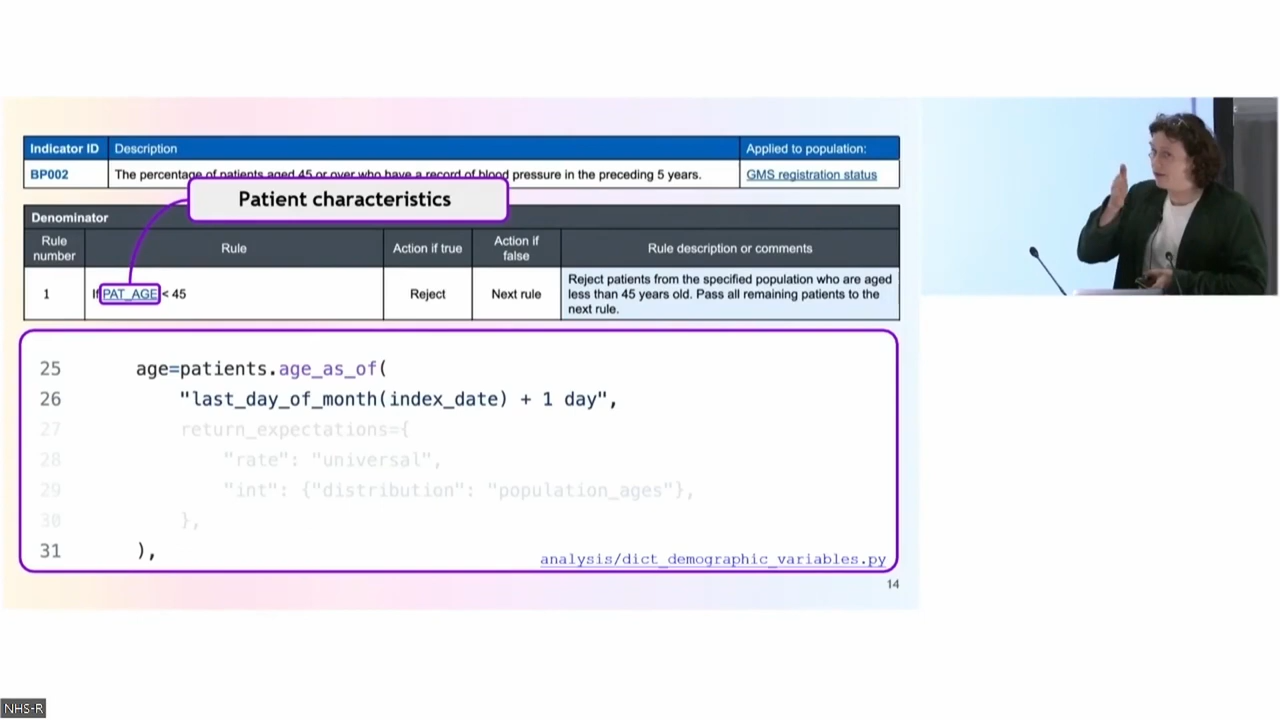 Indicator ID Description Applied to population:
BP002 The percentage of patients aged 45 or over who have a record of blood pressure in the preceding 5 years. GMS registration status
Patient characteristics
Denominator
Rule number Rule Action if true Action if false Rule description or comments
1 If PAT_AGE < 45 Reject Next rule Reject patients from the specified population who are aged
less than 45 years old. Pass all remaining patients to the
next rule.
25 age=patients.age_as_of(
26 "last_day_of_month(index_date) + 1 day",
27 return_expectations={
28 "rate": "universal",
29 "int": {"distribution": "population_ages"},
30 },
31 ),
analysis/dict_demographic_variables.py
14
NHS-R